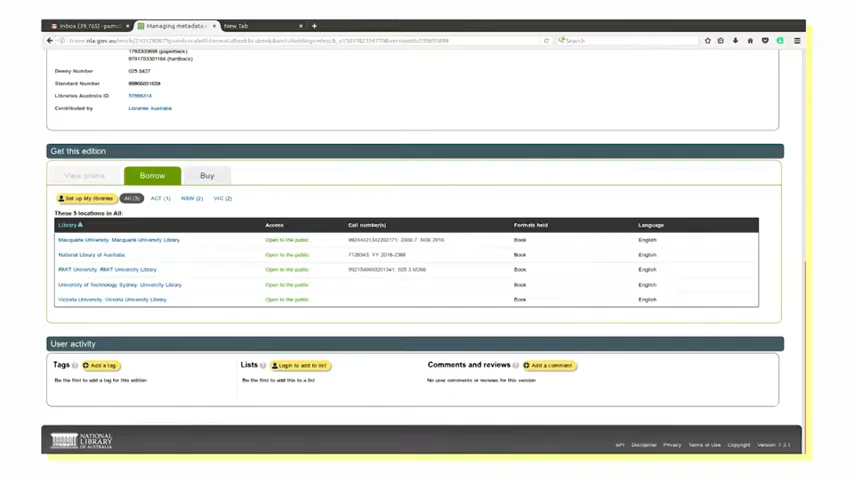 Inbox (39,765) - 
Managing metadata
New Tab
Search
(paperback)
(hardback)
Dewey Number
025.0427
Standard Number
Libraries Australia ID
Contributed by
Libraries Australia
Get this edition
View online
Borrow
Buy
Set up My libraries
ACT (1)
NSW (2)
VIC (2)
These 5 locations in All:
Library Access Call number(s) Formats held Language
Macquarie University. Macquarie University Library Open to the public Book English
National Library of Australia. Open to the public Book English
RMIT University. RMIT University Library Open to the public Book English
University of Technology Sydney. University Library Open to the public Book English
Victoria University. Victoria University Library Open to the public Book English
User activity
Tags Add a tag
Be the first to add a tag for this edition
Lists Login to add to list
Be the first to add this to a list
Comments and reviews Add a comment
No user comments or reviews for this version
NATIONAL
LIBRARY
OF AUSTRALIA
API Disclaimer Privacy Terms of Use Copyright Version: 7.3.1